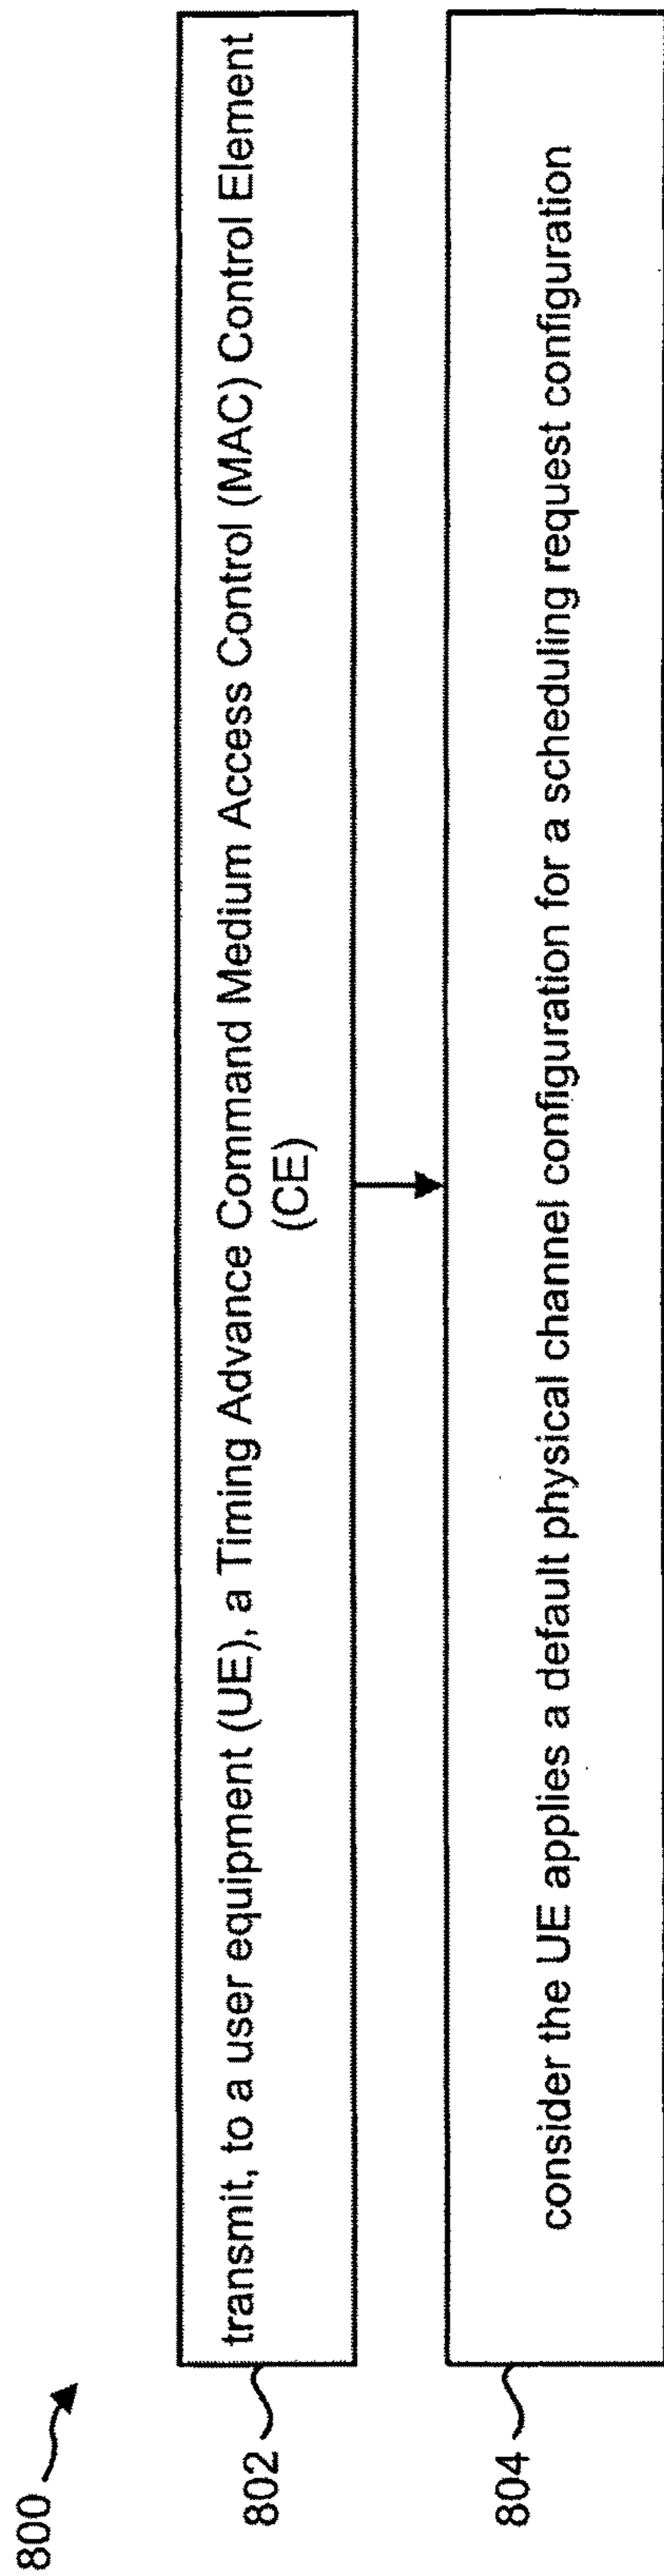 800
802
transmit, to a user equipment (UE), a Timing Advance Command Medium Access Control (MAC) Control Element
(CE)
804
consider the UE applies a default physical channel configuration for a scheduling request configuration